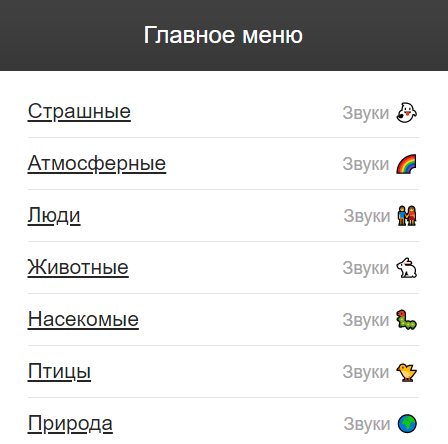 Главное меню
Страшные Звуки
Атмосферные Звуки
Люди Звуки
Животные Звуки
Насекомые Звуки
Птицы Звуки
Природа Звуки